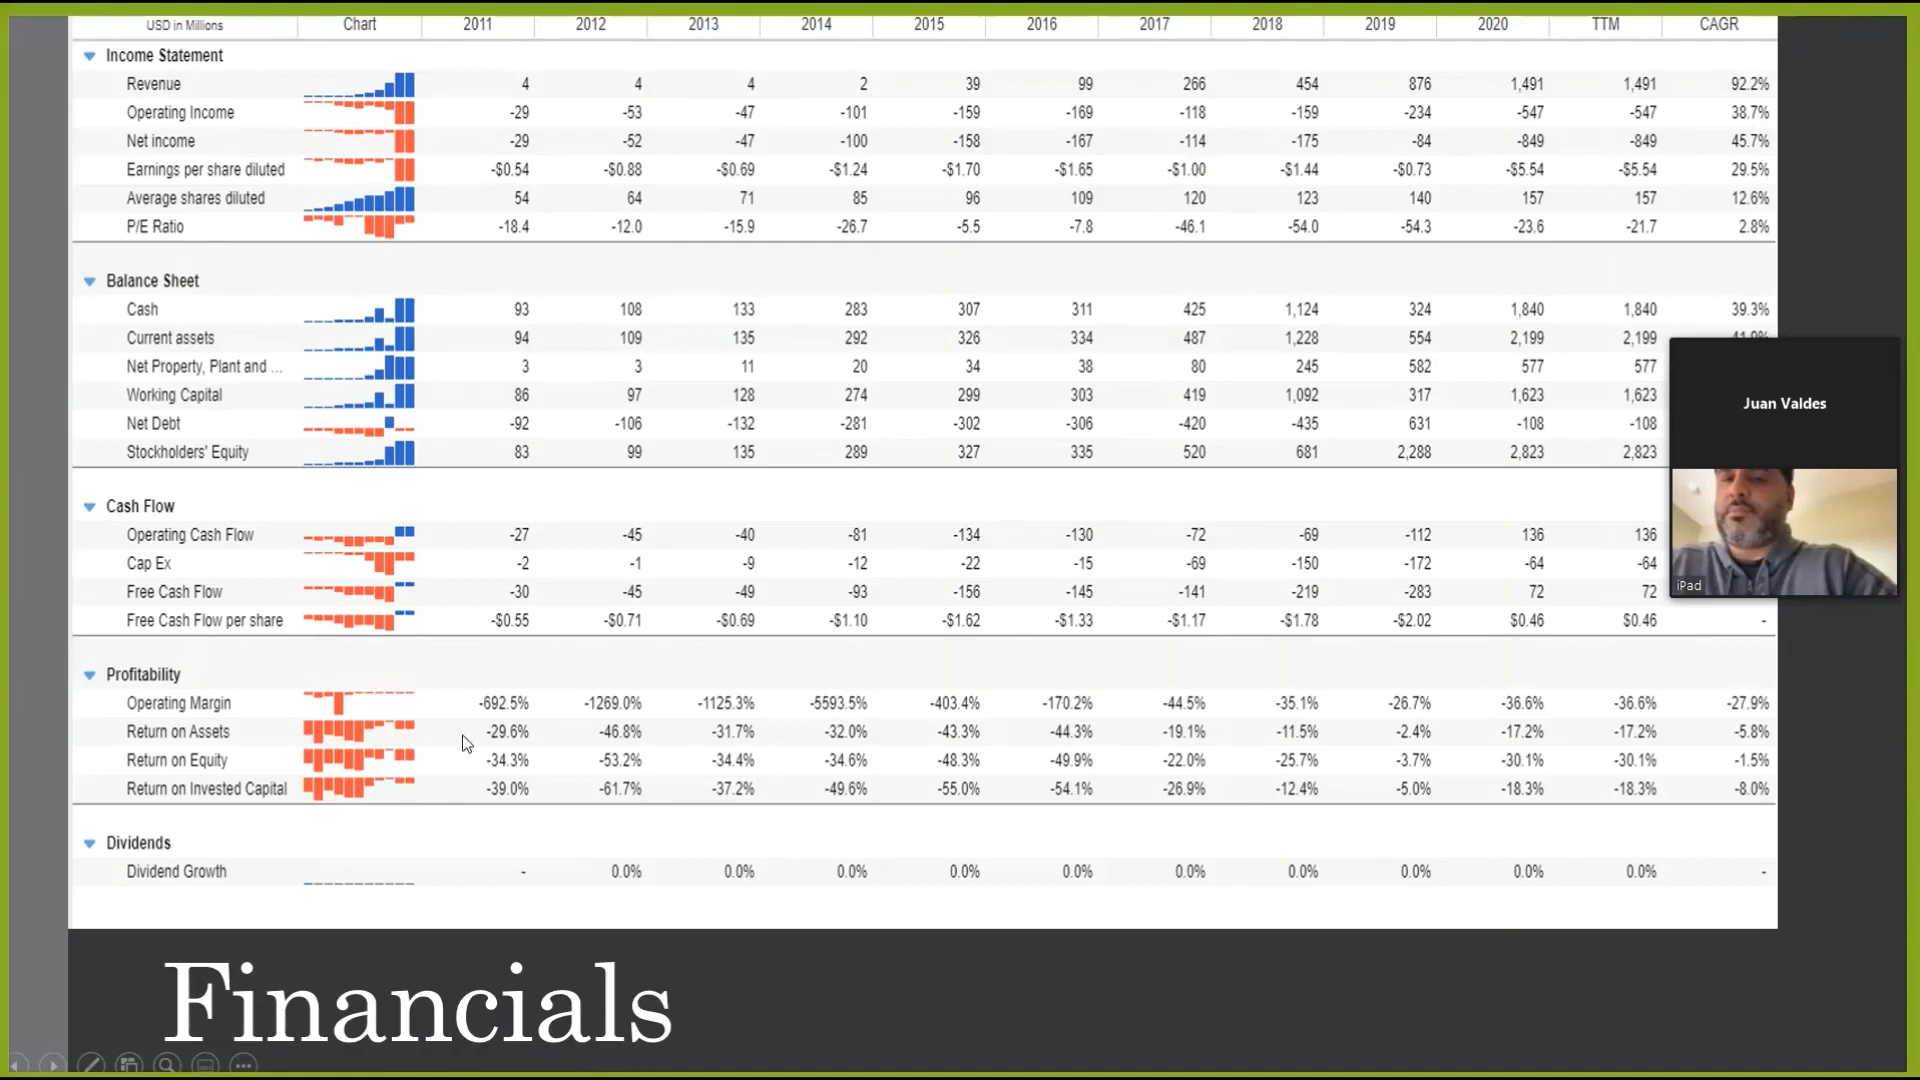 USD in Millions Chart 2011 2012 2013 2014 2015 2016 2017 2018 2019 2020 TTM CAGR
Income Statement
Revenue 4 4 4 2 39 99 266 454 876 1,491 1,491 92.2%
Operating Income -29 -53 -47 -101 -159 -169 -118 -159 -234 -547 -547 38.7%
Net income -29 -52 -47 -100 -158 -167 -114 -175 -84 -849 -849 45.7%
Earnings per share diluted -$0.54 -$0.88 -$0.69 -$1.24 -$1.70 -$1.65 -$1.00 -$1.44 -$0.73 -$5.54 -$5.54 29.5%
Average shares diluted 54 64 71 85 96 109 120 123 140 157 157 12.6%
P/E Ratio -18.4 -12.0 -15.9 -26.7 -5.5 -7.8 -46.1 -54.0 -54.3 -23.6 -21.7 2.8%
Balance Sheet
Cash 93 108 133 283 307 311 425 1,124 324 1,840 1,840 39.3%
Current assets 94 109 135 292 326 334 487 1,228 554 2,199 2,199
Net Property, Plant and ... 3 3 11 20 34 38 80 245 582 577 577
Working Capital 86 97 128 274 299 303 419 1,092 317 1,623 1,623
Net Debt -92 -106 -132 -281 -302 -306 -420 -435 631 -108 -108
Stockholders' Equity 83 99 135 289 327 335 520 681 2,288 2,823 2,823
Juan Valdes
Cash Flow
Operating Cash Flow -27 -45 -40 -81 -134 -130 -72 -69 -112 136 136
Cap Ex -2 -1 -9 -12 -22 -15 -69 -150 -172 -64 -64
Free Cash Flow -30 -45 -49 -93 -156 -145 -141 -219 -283 72 72
iPad
Free Cash Flow per share -$0.55 -$0.71 -$0.69 -$1.10 -$1.62 -$1.33 -$1.17 -$1.78 -$2.02 $0.46 $0.46 -
Profitability
Operating Margin -692.5% -1269.0% -1125.3% -5593.5% -403.4% -170.2% -44.5% -35.1% -26.7% -36.6% -36.6% -27.9%
Return on Assets -29.6% -46.8% -31.7% -32.0% -43.3% -44.3% -19.1% -11.5% -2.4% -17.2% -17.2% -5.8%
Return on Equity -34.3% -53.2% -34.4% -34.6% -48.3% -49.9% -22.0% -25.7% -3.7% -30.1% -30.1% -1.5%
Return on Invested Capital -39.0% -61.7% -37.2% -49.6% -55.0% -54.1% -26.9% -12.4% -5.0% -18.3% -18.3% -8.0%
Dividends
Dividend Growth - 0.0% 0.0% 0.0% 0.0% 0.0% 0.0% 0.0% 0.0% 0.0% 0.0% -
Financials